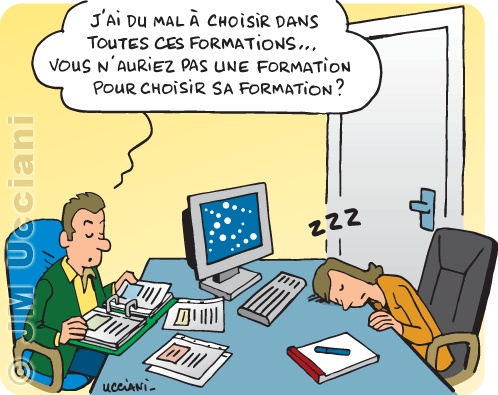 J'AI DU MAL À CHOISIR DANS
TOUTES CES FORMATIONS...
VOUS N'AURIEZ PAS UNE FORMATION
POUR CHOISIR SA FORMATION ?
ZZZ
UCCIANI-
© JM Ucciani